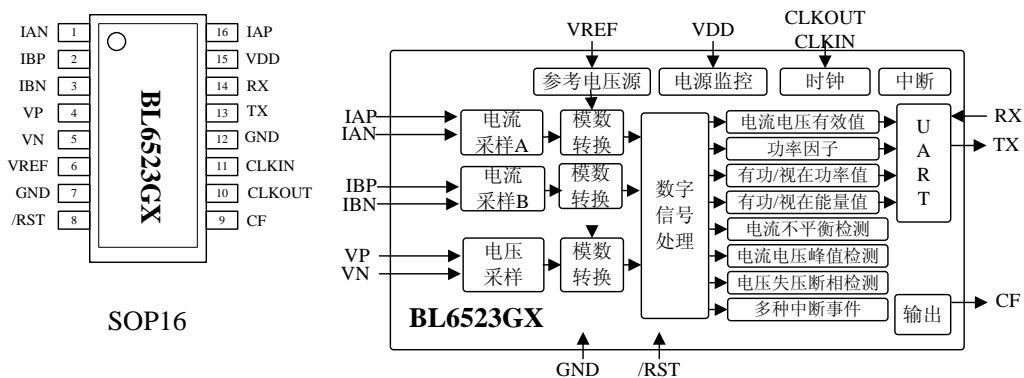 IAN 1
IBP 2
IBN 3
VP 4
VN 5
VREF 6
GND 7
/RST 8
BL6523GX
16 IAP
15 VDD
14 RX
13 TX
12 GND
11 CLKIN
10 CLKOUT
9 CF
SOP16
VREF
VDD
CLKOUT
CLKIN
参考电压源
电源监控
时钟
中断
IAP
IAN
电流
采样A
模数
转换
IBP
IBN
电流
采样B
模数
转换
VP
VN
电压
采样
模数
转换
数字
信号
处理
电流电压有效值
功率因子
有功/视在功率值
有功/视在能量值
电流不平衡检测
电流电压峰值检测
电压失压断相检测
多种中断事件
U
A
R
T
RX
TX
输出
CF
BL6523GX
GND
/RST